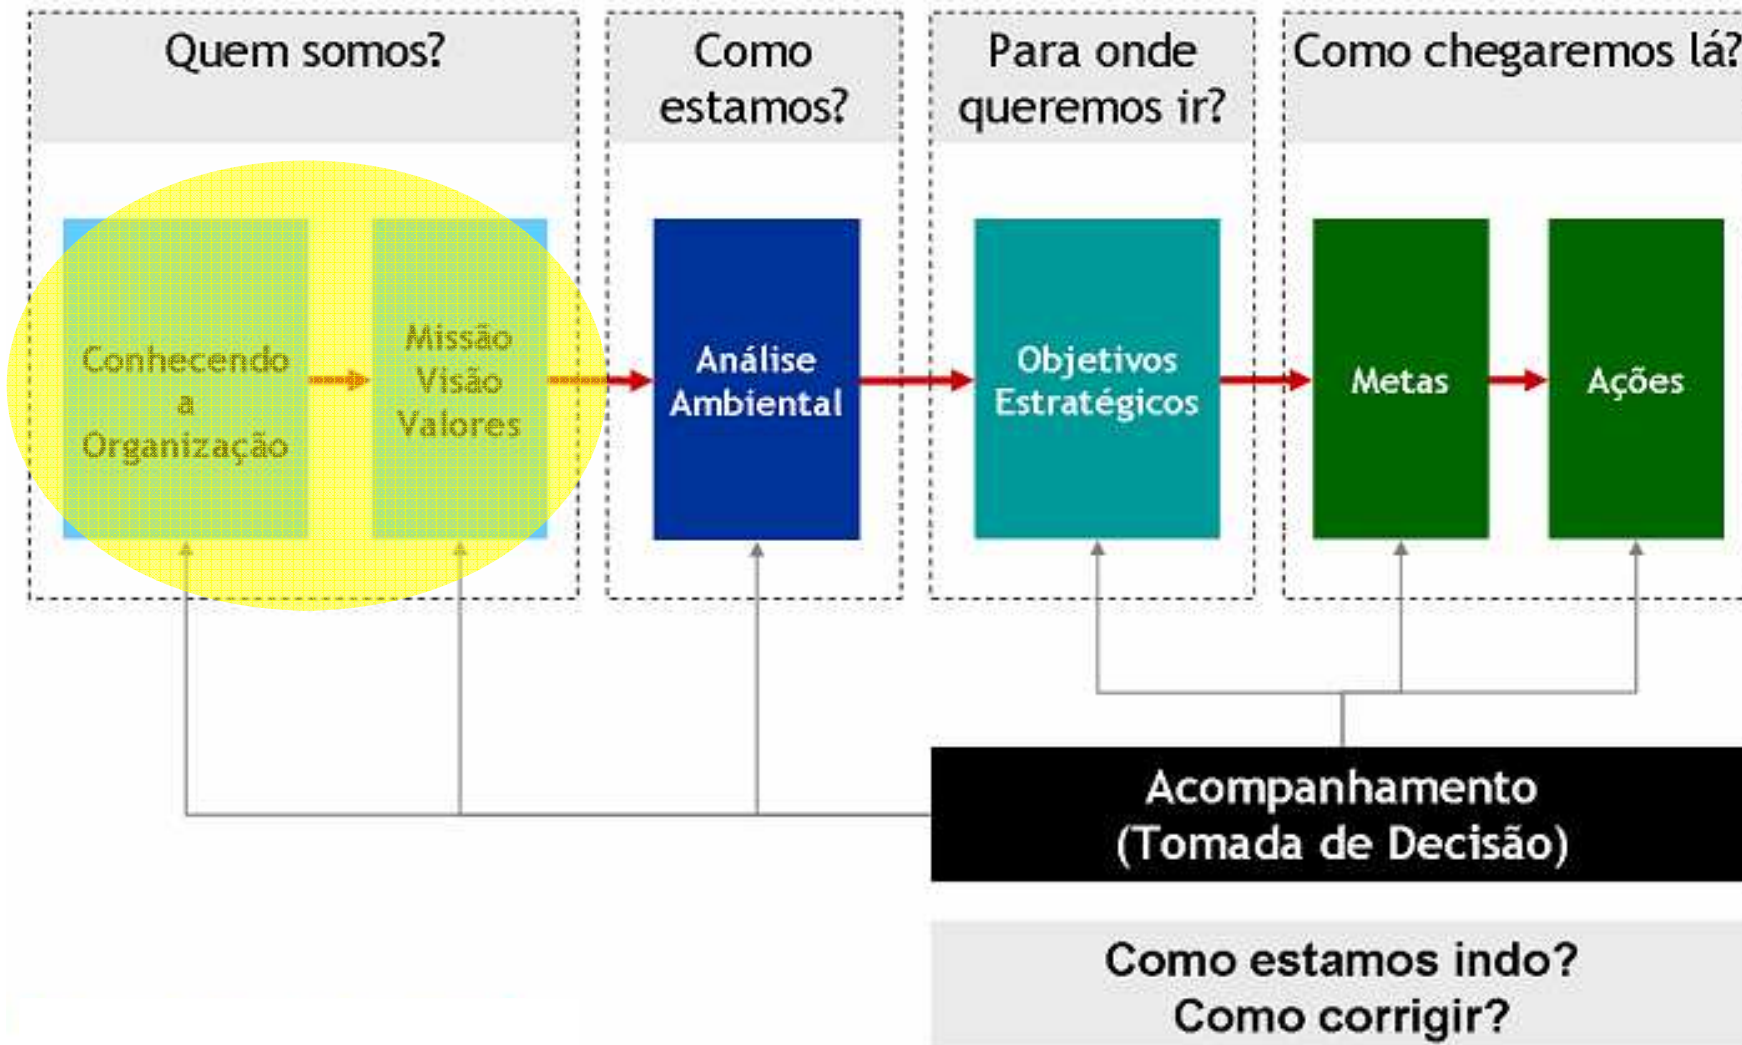 Quem somos?
Como
estamos?
Para onde
queremos ir?
Como chegaremos lá?
Conhecendo
a
Organização
Missão
Visão
Valores
Análise
Ambiental
Objetivos
Estratégicos
Metas
Ações
Acompanhamento
(Tomada de Decisão)
Como estamos indo?
Como corrigir?